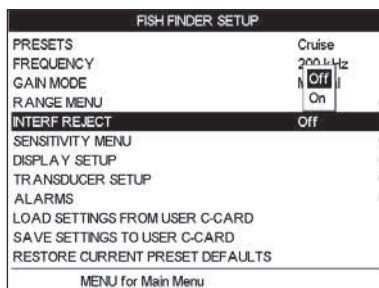 FISH FINDER SETUP
PRESETS Cruise
FREQUENCY 200 kHz
GAIN MODE
Off
RANGE MENU
On
INTERF REJECT Off
SENSITIVITY MENU
DISPLAY SETUP
TRANSDUCER SETUP
ALARMS
LOAD SETTINGS FROM USER C-CARD
SAVE SETTINGS TO USER C-CARD
RESTORE CURRENT PRESET DEFAULTS
MENU for Main Menu